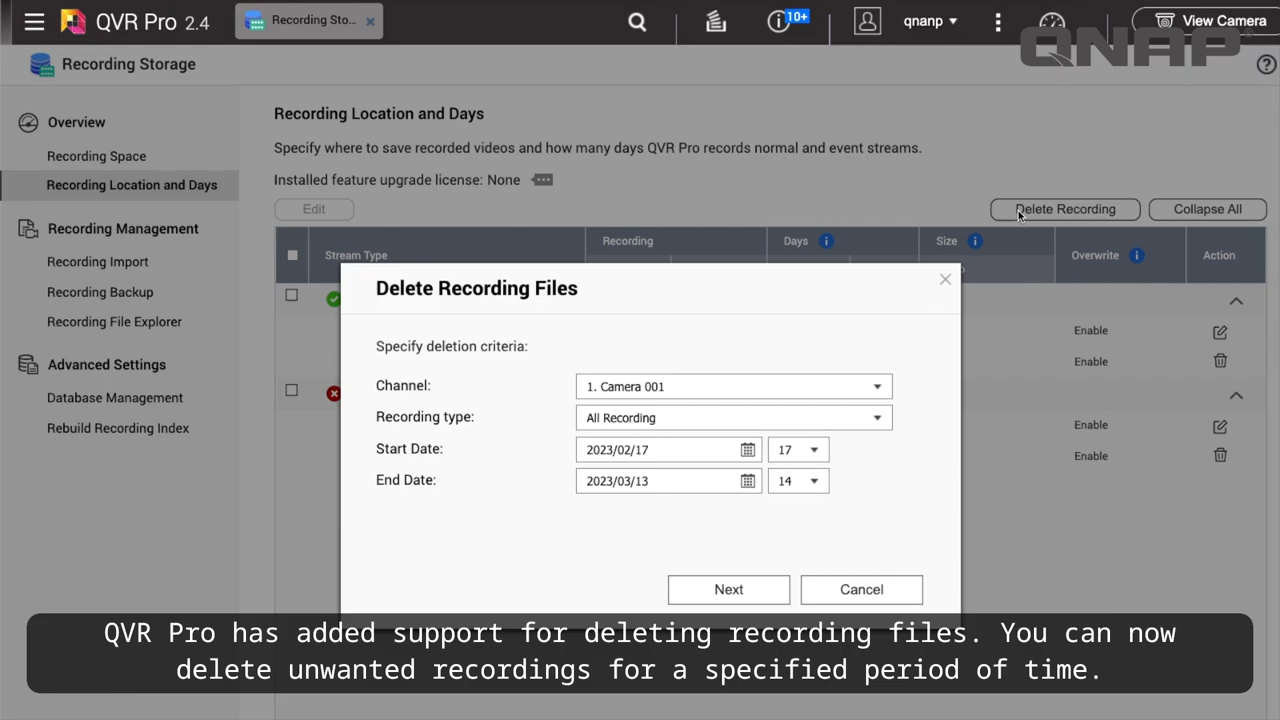 QVR Pro 2.4
Recording Sto...
10+
qnanp
View Camera
QNAP
Recording Storage
Overview
Recording Space
Recording Location and Days
Recording Management
Recording Import
Recording Backup
Recording File Explorer
Advanced Settings
Database Management
Rebuild Recording Index
Recording Location and Days
Specify where to save recorded videos and how many days QVR Pro records normal and event streams.
Installed feature upgrade license: None
Edit
Delete Recording
Collapse All
Stream Type
Recording
Days
Size
Overwrite
Action
Enable
Enable
Enable
Enable
Delete Recording Files
Specify deletion criteria:
Channel: 1. Camera 001
Recording type: All Recording
Start Date: 2023/02/17 17
End Date: 2023/03/13 14
Next
Cancel
QVR Pro has added support for deleting recording files. You can now
delete unwanted recordings for a specified period of time.